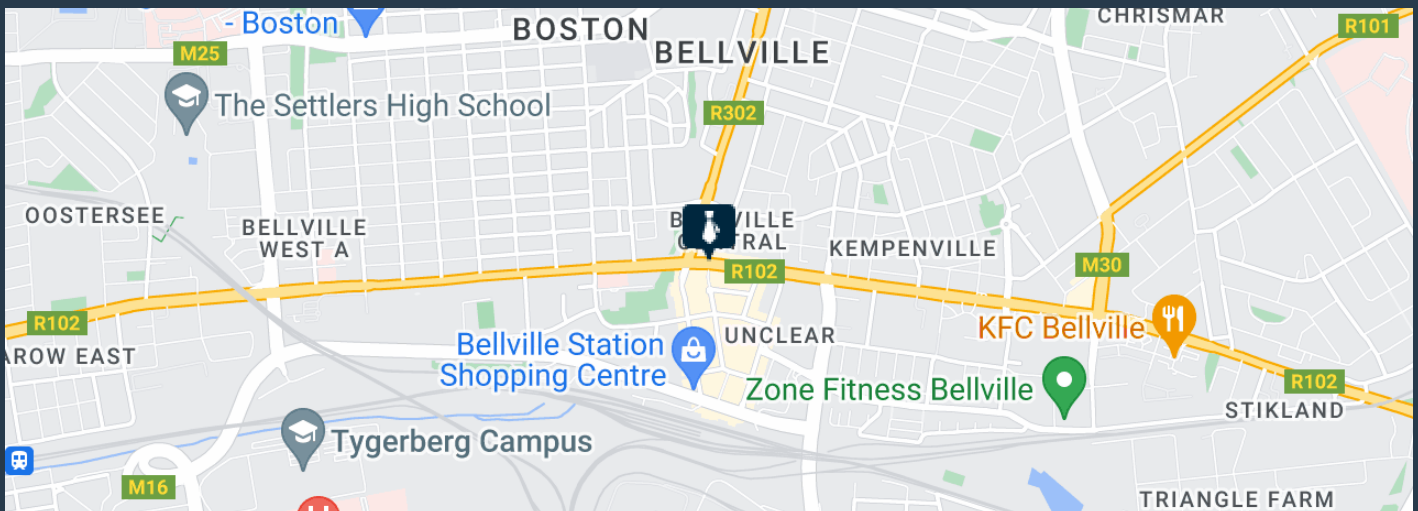 - Boston
BOSTON
CHRISMAR
R101
M25
BELLVILLE
The Settlers High School
R302
OOSTERSEE
BELLVILLE
WEST A
CENTRAL
KEMPENVILLE
M30
R102
R102
KFC Bellville
UNCLEAR
AROW EAST
Bellville Station
Shopping Centre
Zone Fitness Bellville
R102
STIKLAND
Tygerberg Campus
M16
TRIANGLE FARM